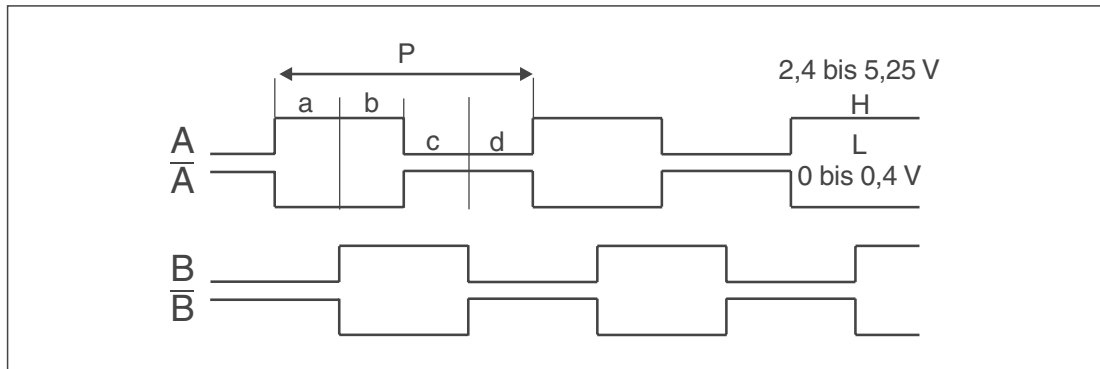 P
2,4 bis 5,25 V
a b
H
A
c d
L
A̅
0 bis 0,4 V
B
B̅